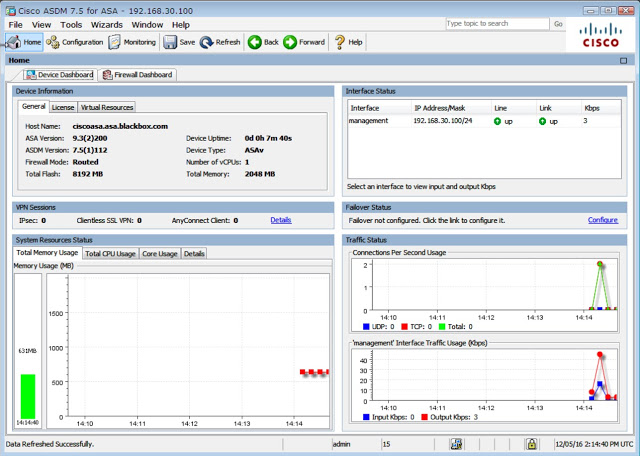 Cisco ASDM 7.5 for ASA - 192.168.30.100
File View Tools Wizards Window Help
Type topic to search Go
Home Configuration Monitoring Save Refresh Back Forward Help
CISCO
Home
Device Dashboard Firewall Dashboard
Device Information
General License Virtual Resources
Host Name: ciscoasa.asa.blackbox.com
ASA Version: 9.3(2)200 Device Uptime: 0d 0h 7m 40s
ASDM Version: 7.5(1)112 Device Type: ASAv
Firewall Mode: Routed Number of vCPUs: 1
Total Flash: 8192 MB Total Memory: 2048 MB
Interface Status
Interface IP Address/Mask Line Link Kbps
management 192.168.30.100/24 up up 3
Select an interface to view input and output Kbps
VPN Sessions
IPsec: 0 Clientless SSL VPN: 0 AnyConnect Client: 0 Details
Failover Status
Failover not configured. Click the link to configure it. Configure
System Resources Status
Total Memory Usage Total CPU Usage Core Usage Details
Memory Usage (MB)
631MB
14:14:40
2000
1500
1000
500
0
14:10 14:11 14:12 14:13 14:14
Traffic Status
Connections Per Second Usage
2
1
0
14:10 14:11 14:12 14:13 14:14
UDP: 0 TCP: 0 Total: 0
'management' Interface Traffic Usage (Kbps)
40
30
20
10
0
14:10 14:11 14:12 14:13 14:14
Input Kbps: 0 Output Kbps: 3
Data Refreshed Successfully. admin 15 12/05/16 2:14:40 PM UTC